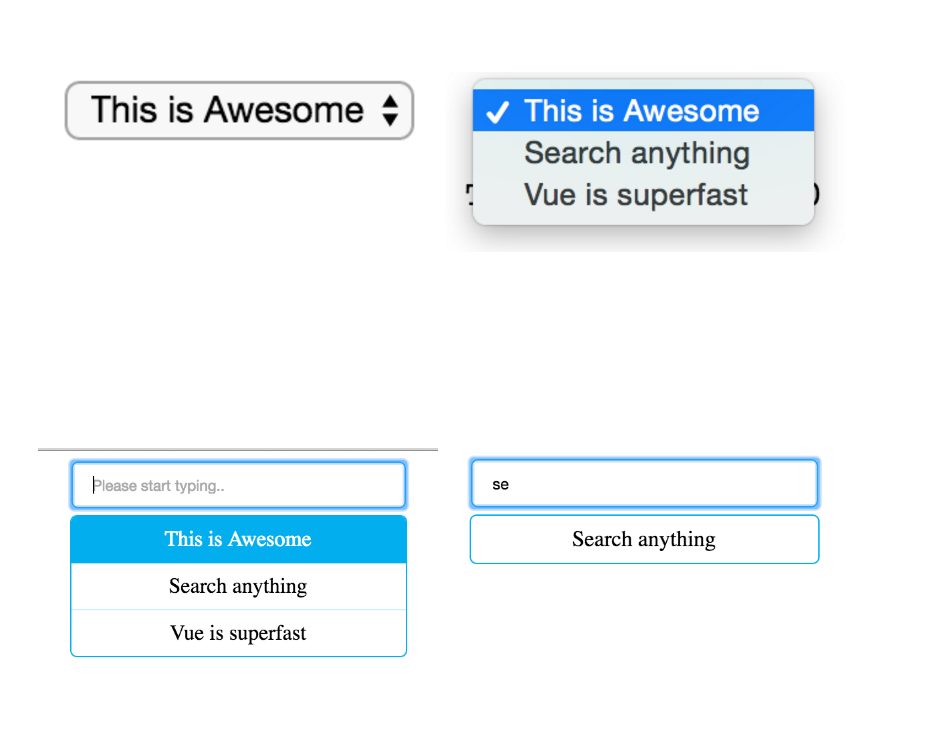 This is Awesome
This is Awesome
Search anything
Vue is superfast
Please start typing..
This is Awesome
Search anything
Vue is superfast
se
Search anything